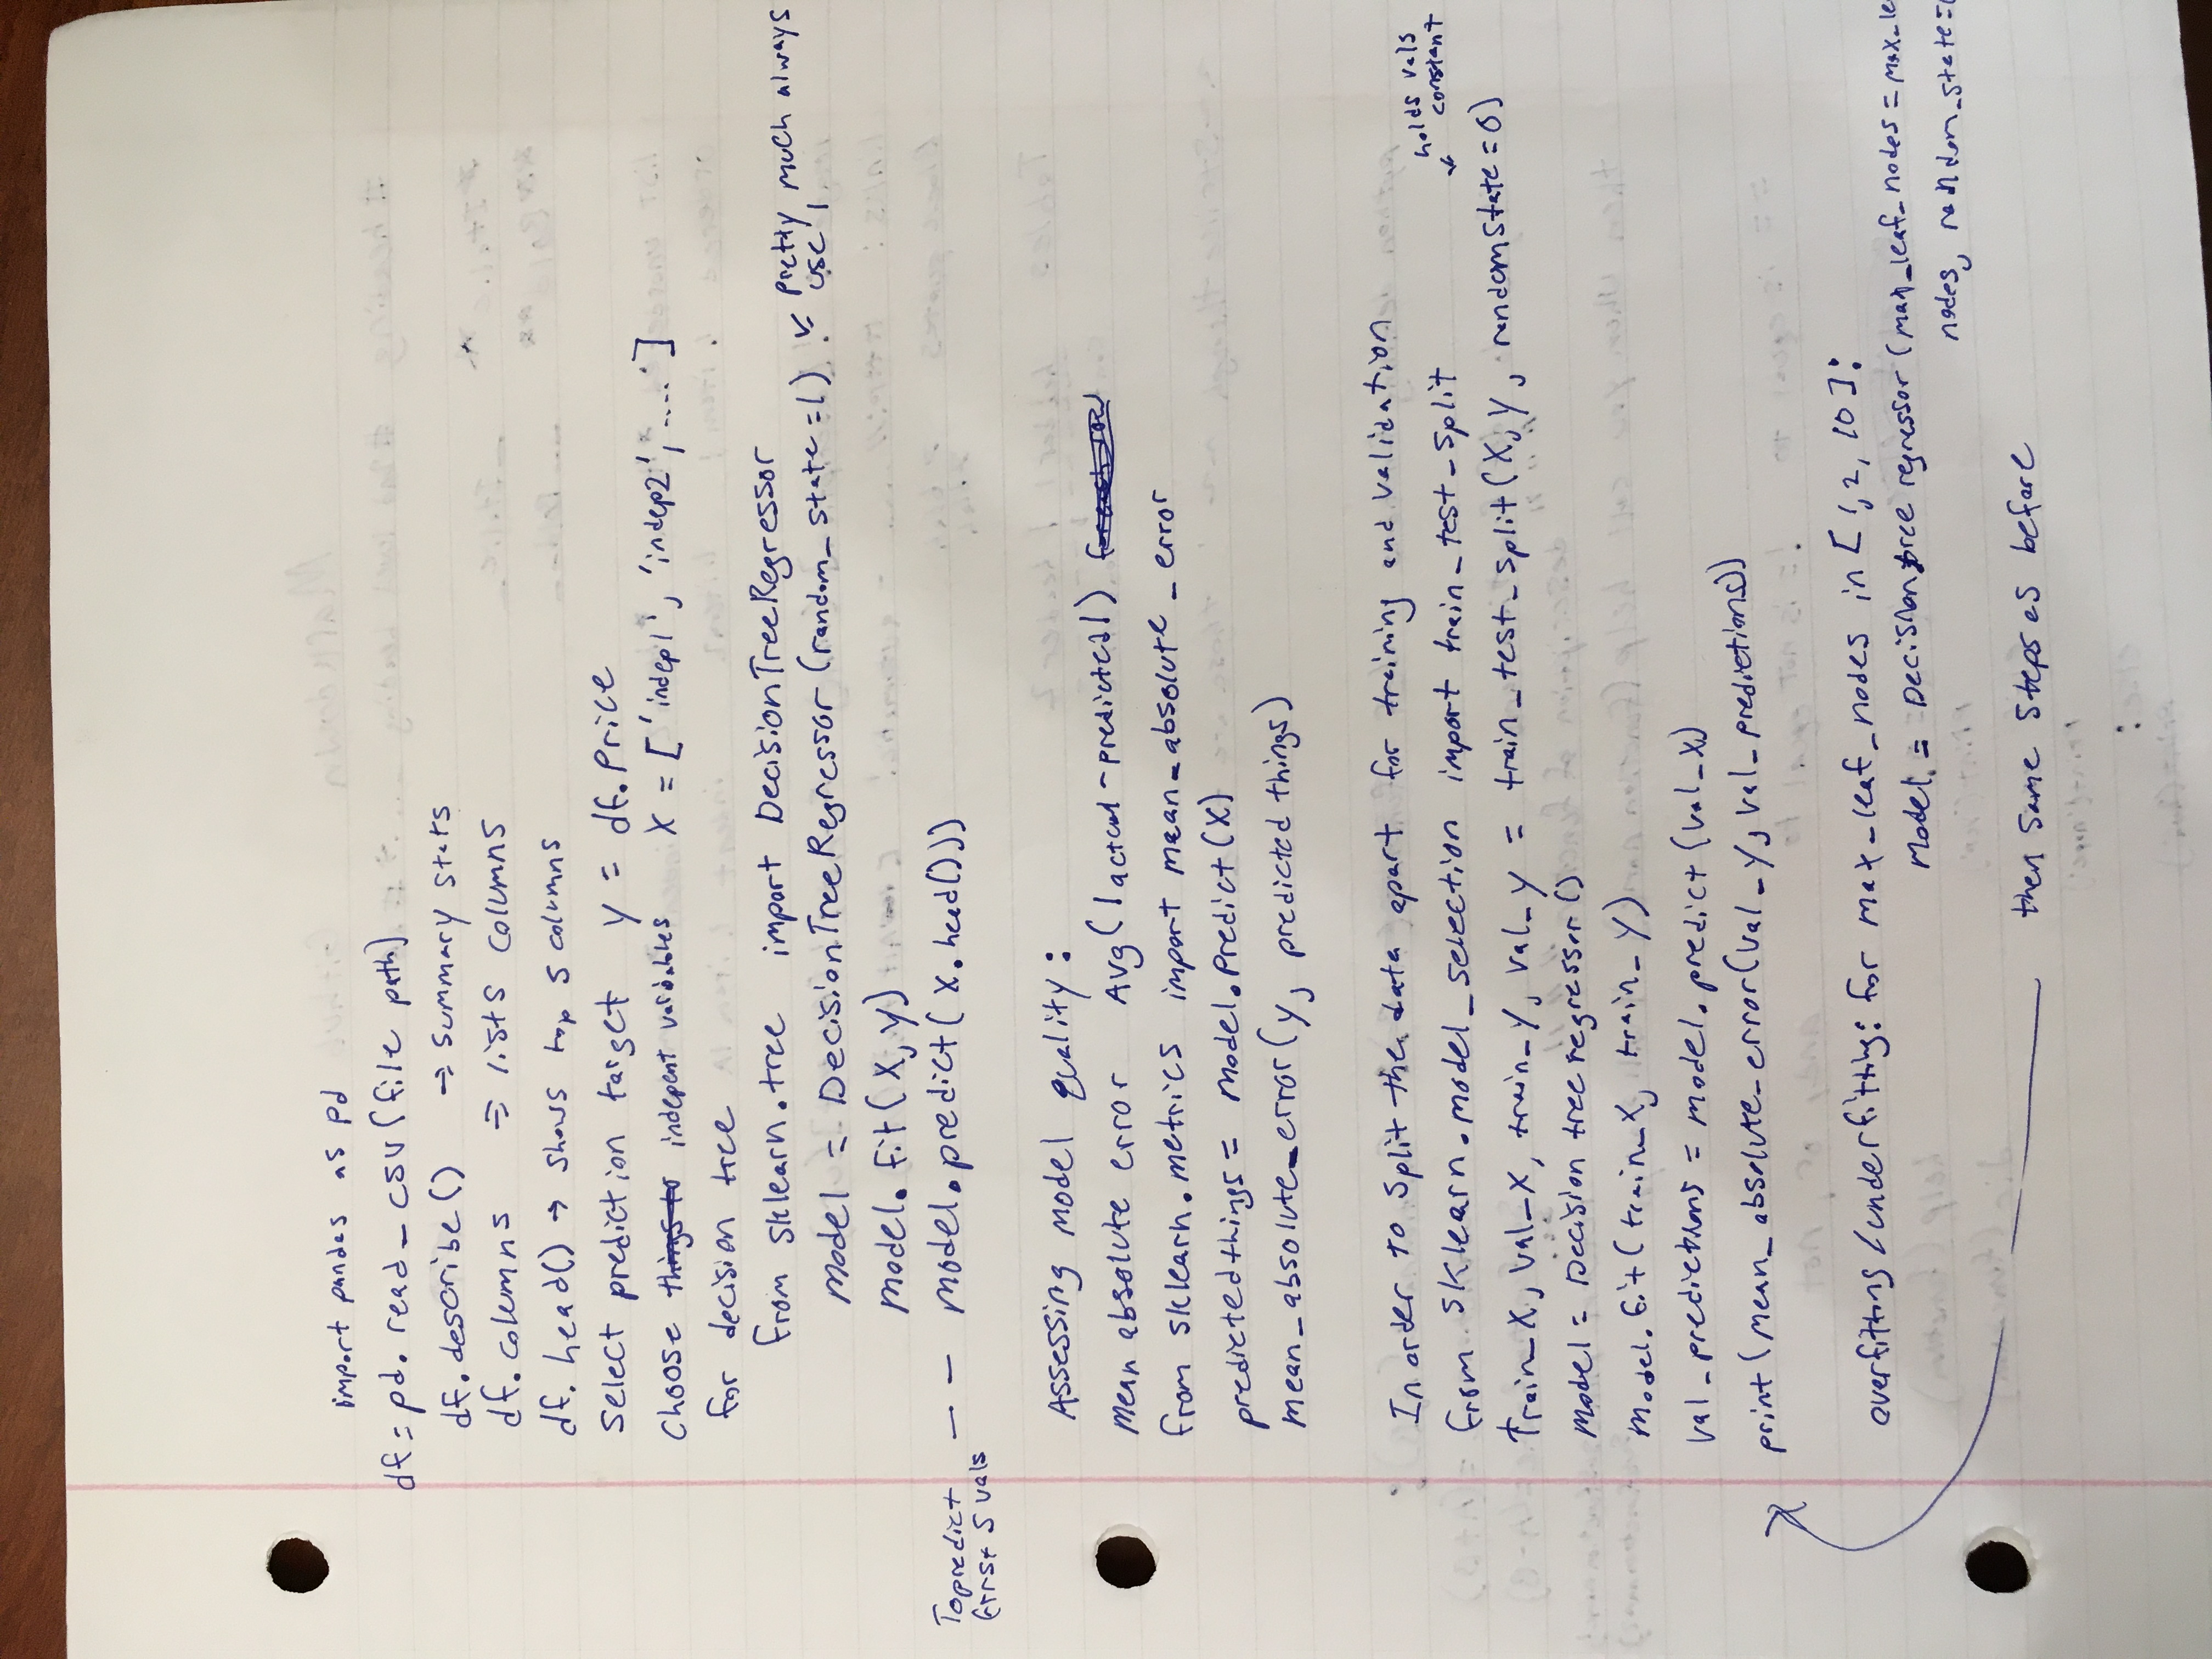 import pandas as pd
df = pd. read_csv(file path)
df. describe() → Summary stats
df. columns → lists columns
df. head() → shows top 5 columns
Select prediction target y = df. Price
Choose indepent variables X = ['indep1', 'indep2', ....']
for decision tree
from sklearn.tree import DecisionTreeRegressor
model = DecisionTreeRegressor (random_state=1) ← pretty much always
use 1
model. fit(X, y)
To predict -- model.predict( X.head()))
first 5 vals
Assessing model quality:
mean absolute error Avg(|actual-predicted|) for each row
from sklearn.metrics import mean_absolute_error
predictedthings = model.Predict(X)
mean_absolute_error(y, predicted things)
In order to split the data apart for training and validation
holds vals
constant
from sklearn.model_selection import train_test_split
train_X, val_X, train_y, val_y = train_test_split(X, y, randomstate=0)
model = Decision tree regressor()
model.fit(train_X, train_y)
val_predictions = model.predict(val_X)
print(mean_absolute_error(val_y, val_predictions))
overfitting/underfitting: for max_leaf_nodes in [1,2, 10]:
Model = Decision tree regressor (max_leaf_nodes = max_le
nodes, random_state=
then same steps as before